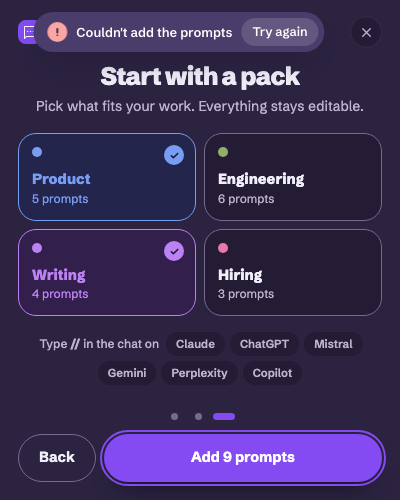 ! Couldn't add the prompts Try again
Start with a pack
Pick what fits your work. Everything stays editable.
Product
5 prompts
Engineering
6 prompts
Writing
4 prompts
Hiring
3 prompts
Type // in the chat on Claude ChatGPT Mistral
Gemini Perplexity Copilot
Back Add 9 prompts